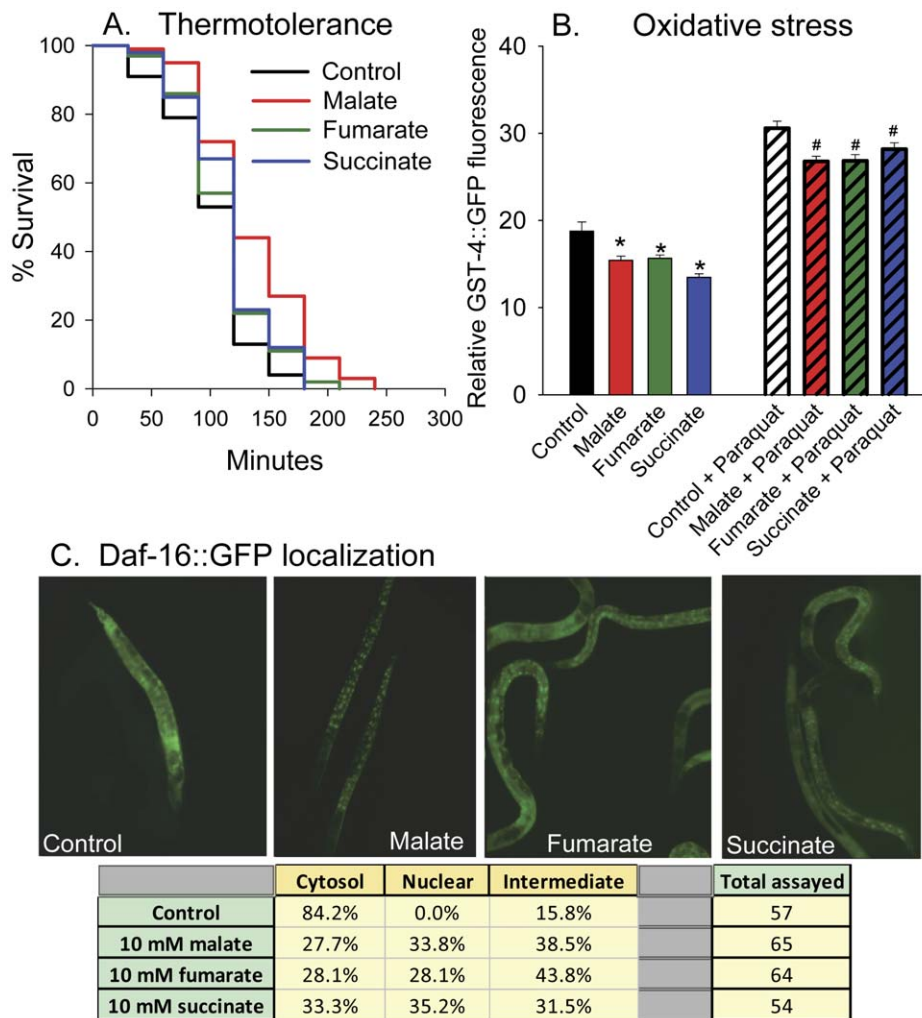 A. Thermotolerance
% Survival
100
80
60
40
20
0
Control
Malate
Fumarate
Succinate
0 50 100 150 200 250 300
Minutes
B. Oxidative stress
Relative GST-4::GFP fluorescence
40
30
20
10
0
* * *
# # #
Control
Malate
Fumarate
Succinate
Control + Paraquat
Malate + Paraquat
Fumarate + Paraquat
Succinate + Paraquat
C. Daf-16::GFP localization
Control
Malate
Fumarate
Succinate
Cytosol Nuclear Intermediate Total assayed
Control 84.2% 0.0% 15.8% 57
10 mM malate 27.7% 33.8% 38.5% 65
10 mM fumarate 28.1% 28.1% 43.8% 64
10 mM succinate 33.3% 35.2% 31.5% 54